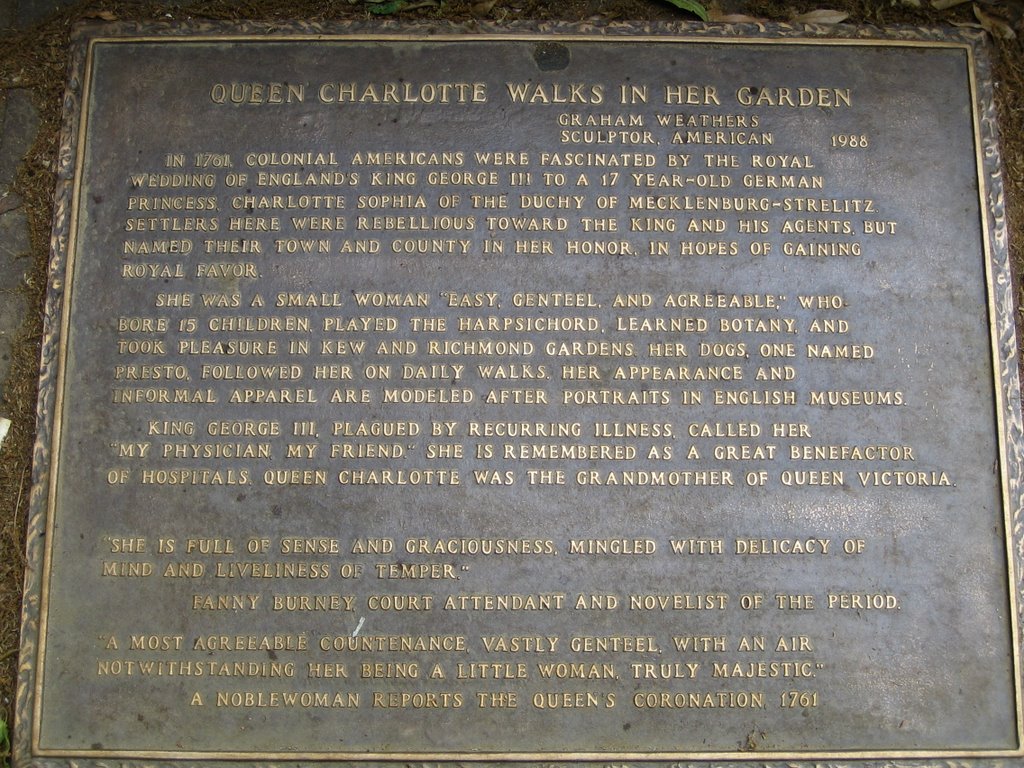 QUEEN CHARLOTTE WALKS IN HER GARDEN
GRAHAM WEATHERS
SCULPTOR, AMERICAN 1988
IN 1761, COLONIAL AMERICANS WERE FASCINATED BY THE ROYAL
WEDDING OF ENGLAND'S KING GEORGE III TO A 17 YEAR-OLD GERMAN
PRINCESS, CHARLOTTE SOPHIA OF THE DUCHY OF MECKLENBURG-STRELITZ.
SETTLERS HERE WERE REBELLIOUS TOWARD THE KING AND HIS AGENTS, BUT
NAMED THEIR TOWN AND COUNTY IN HER HONOR, IN HOPES OF GAINING
ROYAL FAVOR.
SHE WAS A SMALL WOMAN "EASY, GENTEEL, AND AGREEABLE," WHO
BORE 15 CHILDREN, PLAYED THE HARPSICHORD, LEARNED BOTANY, AND
TOOK PLEASURE IN KEW AND RICHMOND GARDENS. HER DOGS, ONE NAMED
PRESTO, FOLLOWED HER ON DAILY WALKS. HER APPEARANCE AND
INFORMAL APPAREL ARE MODELED AFTER PORTRAITS IN ENGLISH MUSEUMS.
KING GEORGE III, PLAGUED BY RECURRING ILLNESS, CALLED HER
"MY PHYSICIAN, MY FRIEND." SHE IS REMEMBERED AS A GREAT BENEFACTOR
OF HOSPITALS. QUEEN CHARLOTTE WAS THE GRANDMOTHER OF QUEEN VICTORIA.
"SHE IS FULL OF SENSE AND GRACIOUSNESS, MINGLED WITH DELICACY OF
MIND AND LIVELINESS OF TEMPER."
FANNY BURNEY, COURT ATTENDANT AND NOVELIST OF THE PERIOD.
"A MOST AGREEABLE COUNTENANCE, VASTLY GENTEEL, WITH AN AIR
NOTWITHSTANDING HER BEING A LITTLE WOMAN, TRULY MAJESTIC."
A NOBLEWOMAN REPORTS THE QUEEN'S CORONATION, 1761